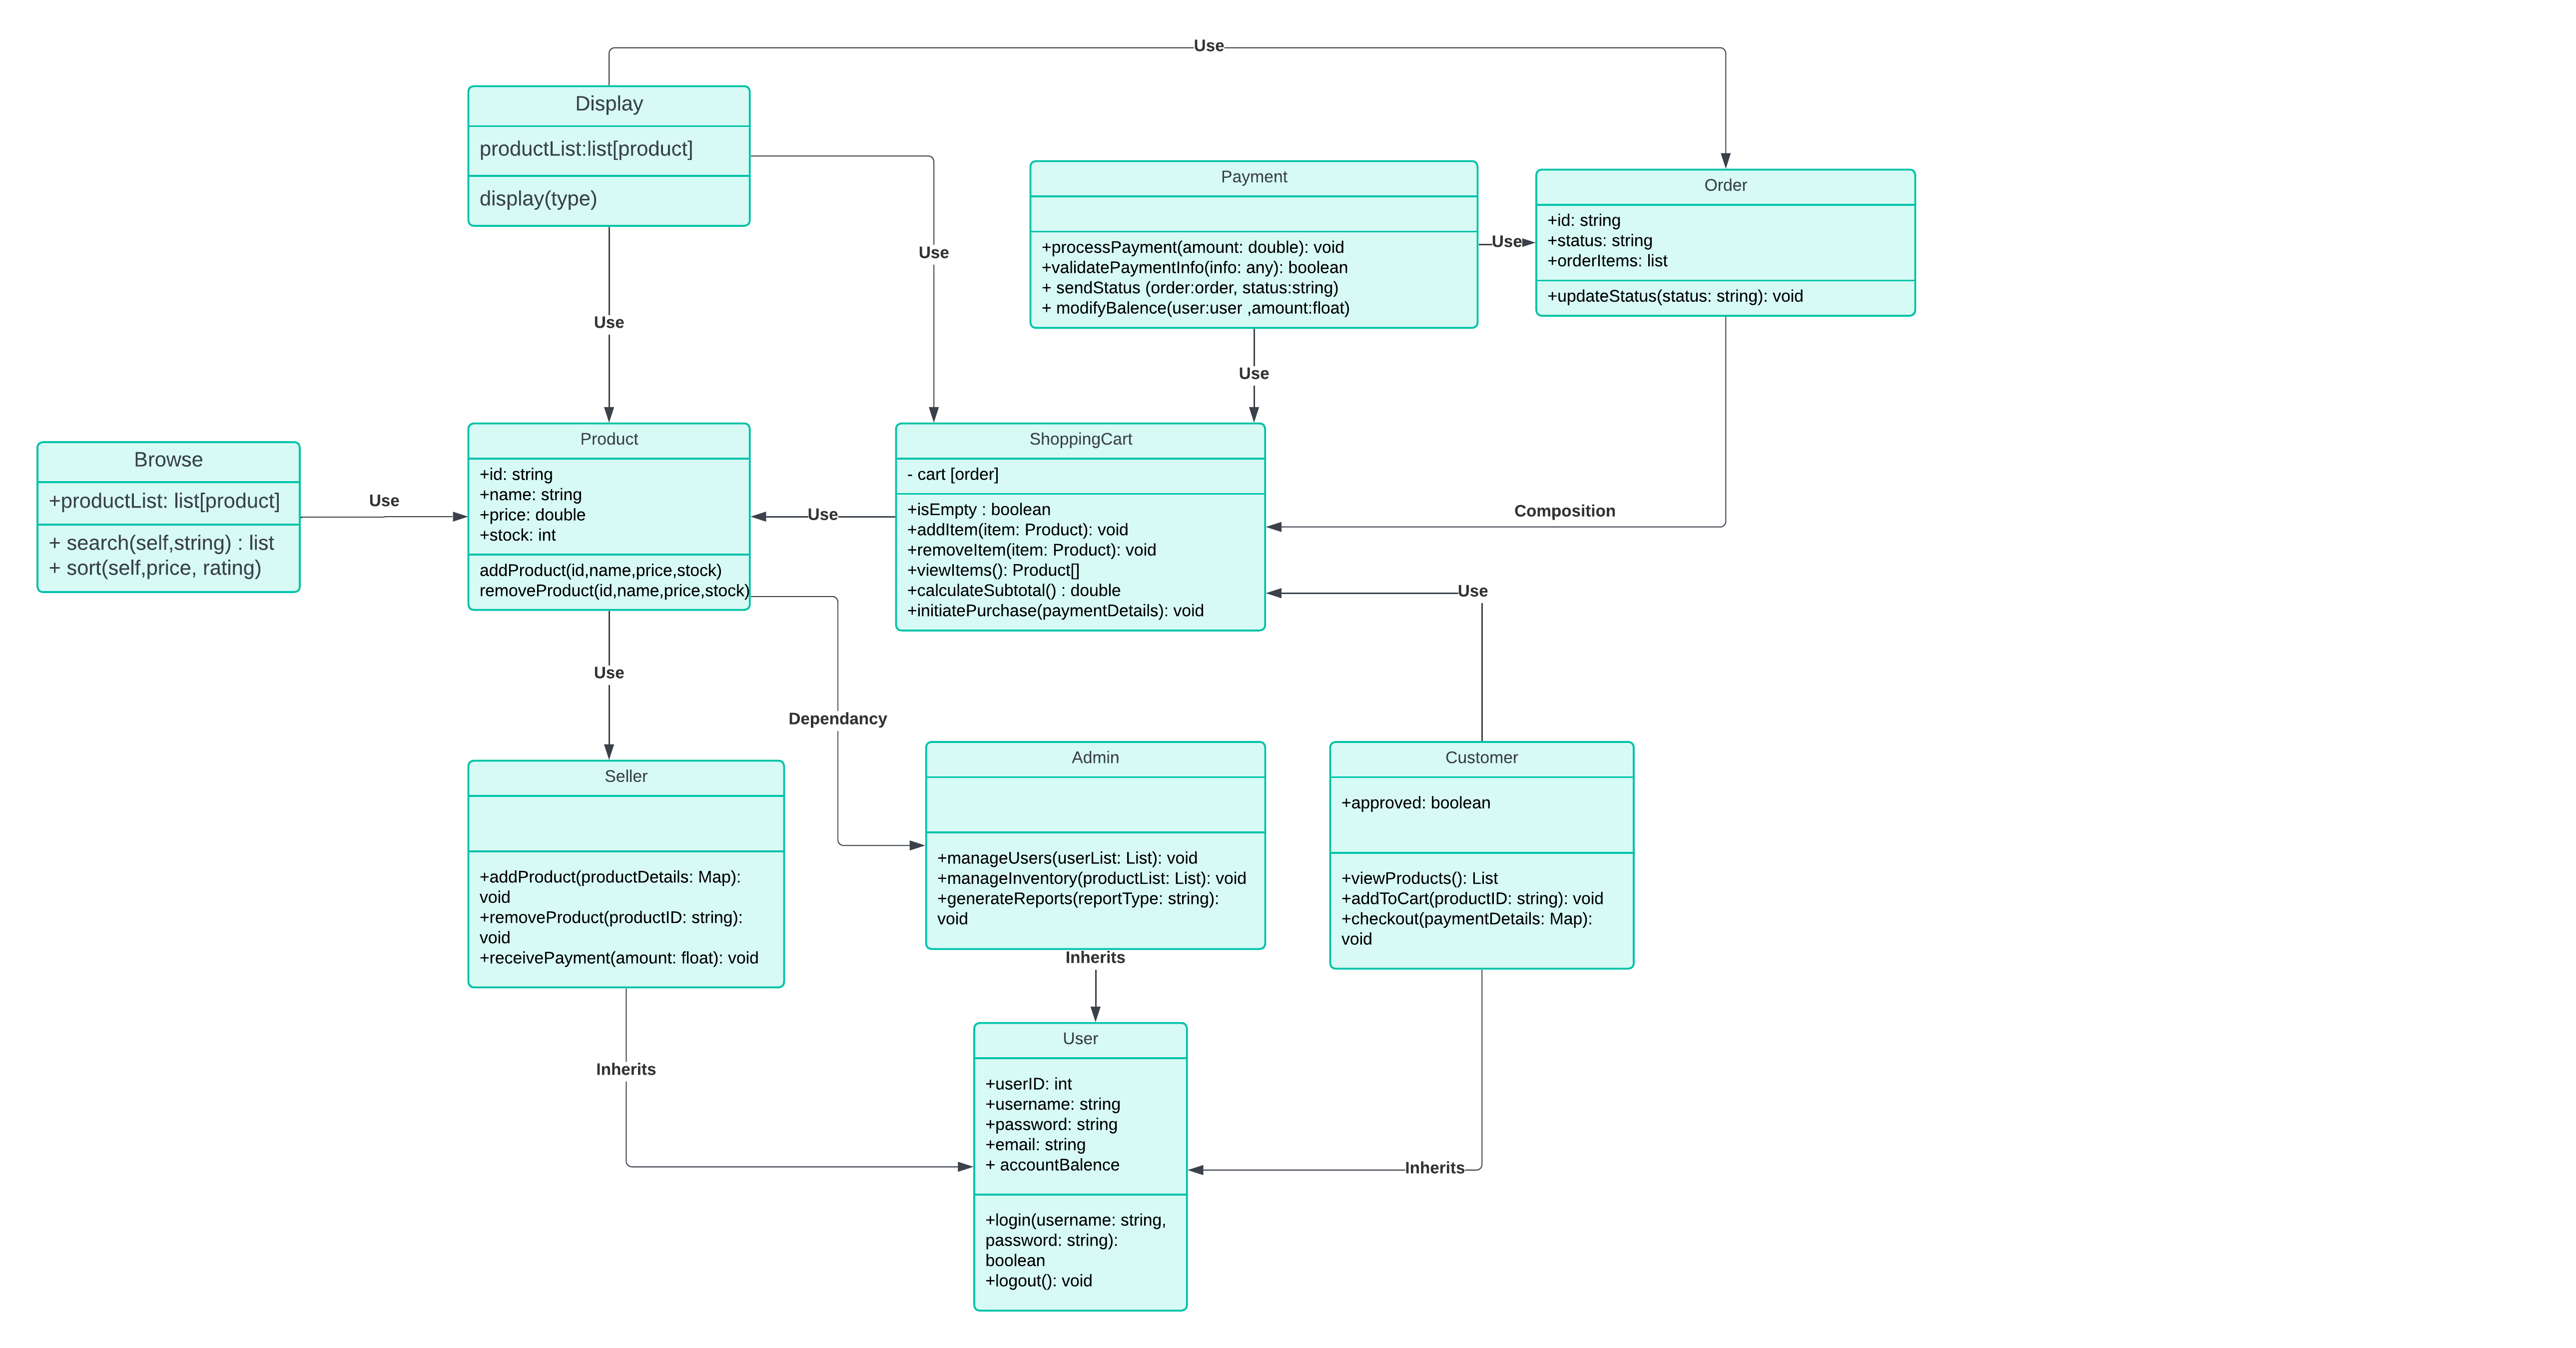 Use
Display
productList:list[product]
display(type)
Use
Use
Payment
+processPayment(amount: double): void
+validatePaymentInfo(info: any): boolean
+ sendStatus (order:order, status:string)
+ modifyBalence(user:user ,amount:float)
Use
Use
Order
+id: string
+status: string
+orderItems: list
+updateStatus(status: string): void
Composition
Browse
+productList: list[product]
+ search(self,string) : list
+ sort(self,price, rating)
Use
Product
+id: string
+name: string
+price: double
+stock: int
addProduct(id,name,price,stock)
removeProduct(id,name,price,stock)
Use
ShoppingCart
- cart [order]
+isEmpty : boolean
+addItem(item: Product): void
+removeItem(item: Product): void
+viewItems(): Product[]
+calculateSubtotal() : double
+initiatePurchase(paymentDetails): void
Use
Use
Dependancy
Seller
+addProduct(productDetails: Map):
void
+removeProduct(productID: string):
void
+receivePayment(amount: float): void
Admin
+manageUsers(userList: List): void
+manageInventory(productList: List): void
+generateReports(reportType: string):
void
Customer
+approved: boolean
+viewProducts(): List
+addToCart(productID: string): void
+checkout(paymentDetails: Map):
void
Inherits
Inherits
Inherits
User
+userID: int
+username: string
+password: string
+email: string
+ accountBalence
+login(username: string,
password: string):
boolean
+logout(): void